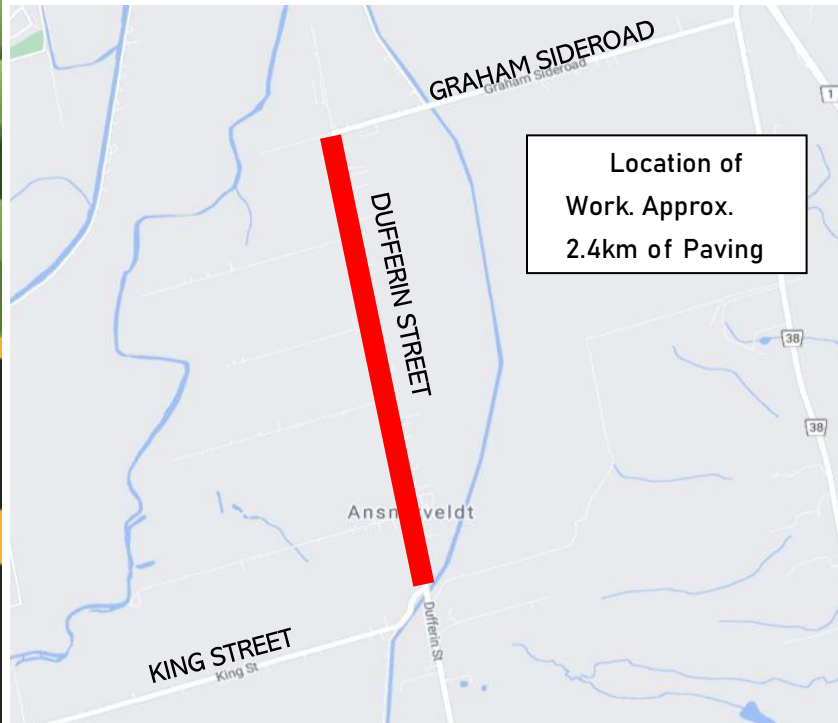 GRAHAM SIDEROAD
Graham Sideroad
1
Location of
Work. Approx.
2.4km of Paving
DUFFERIN STREET
38
38
KING STREET
King St
Dufferin St